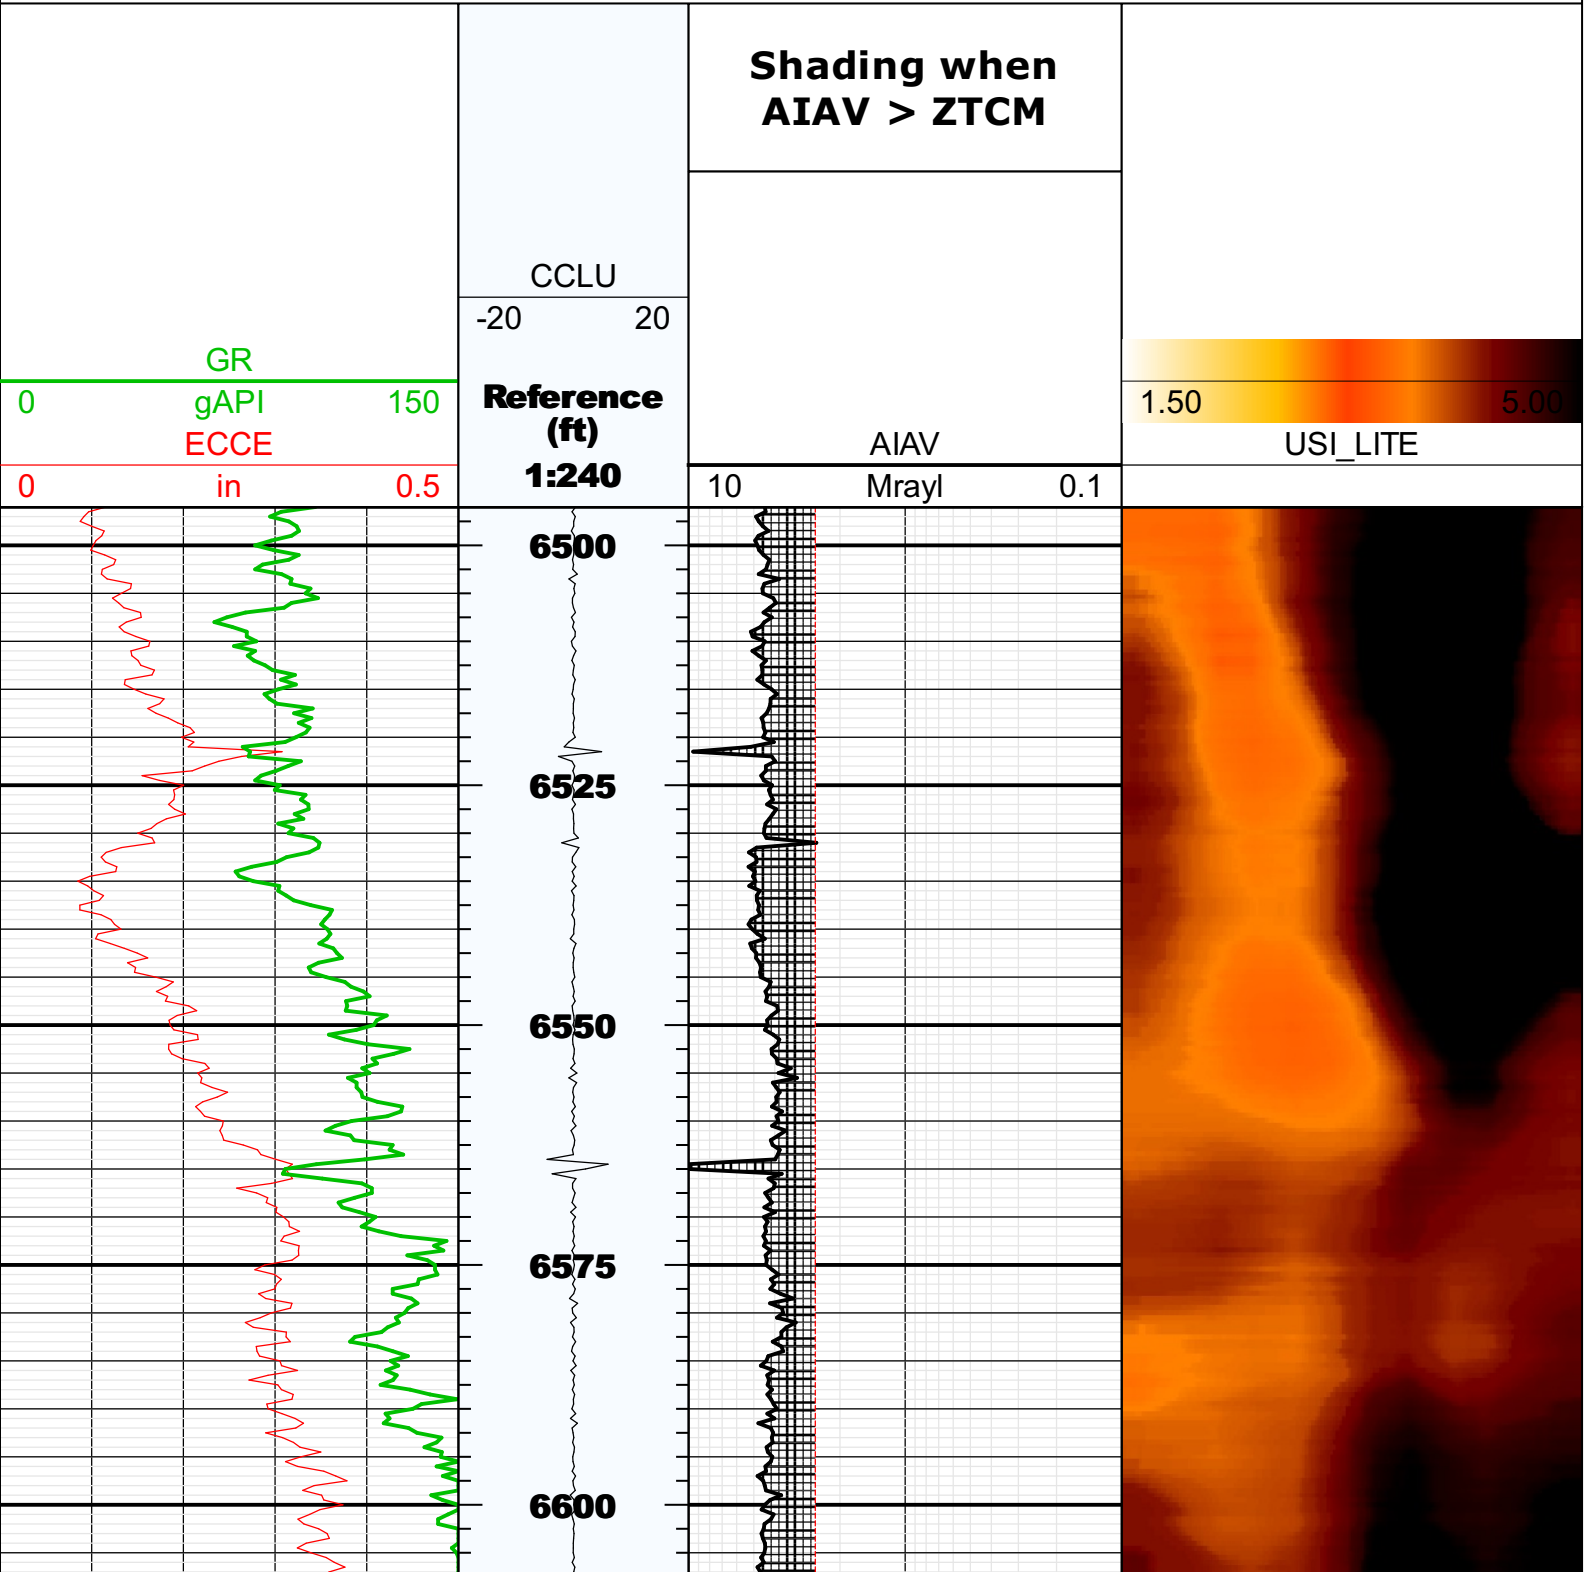 Shading when
AIAV > ZTCM
CCLU
-20 20
GR
0 gAPI 150
ECCE
0 in 0.5
Reference
(ft)
1:240
AIAV
10 Mrayl 0.1
1.50 5.00
USI_LITE
6500
6525
6550
6575
6600